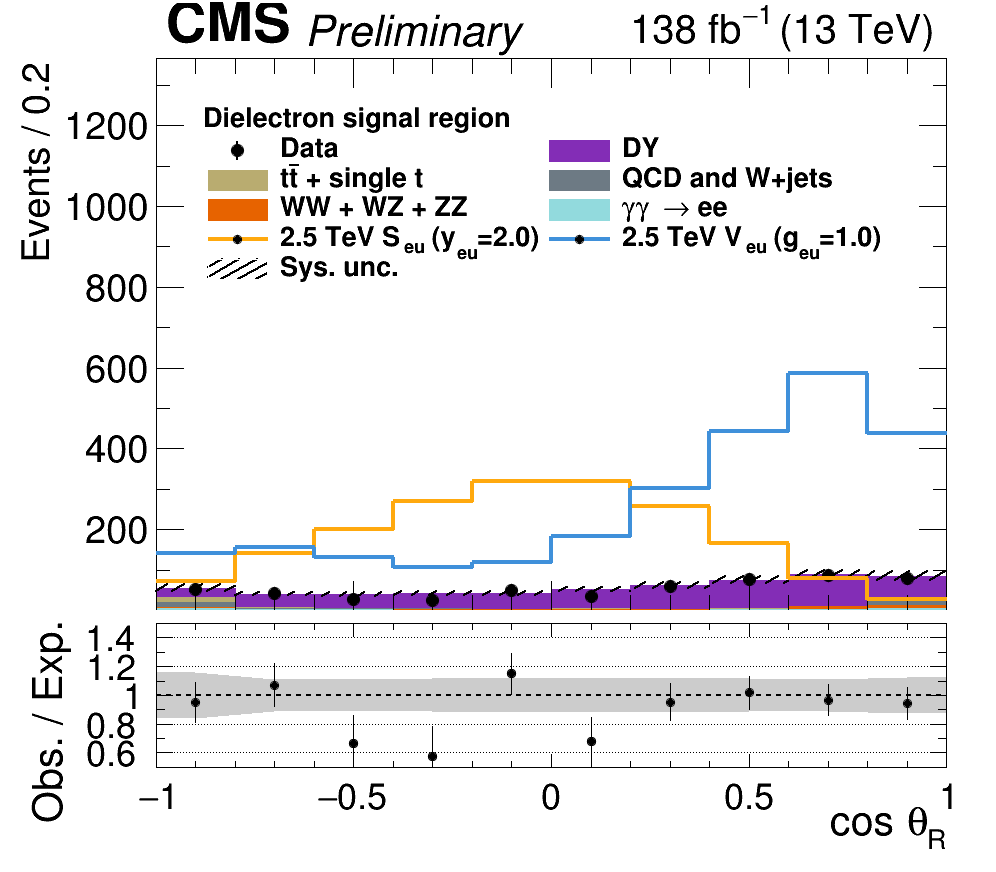 CMS Preliminary 138 fb⁻¹ (13 TeV)
Events / 0.2
1200
1000
800
600
400
200
Dielectron signal region
Data DY
tt̄ + single t QCD and W+jets
WW + WZ + ZZ γγ → ee
2.5 TeV S_eu (y_eu=2.0) 2.5 TeV V_eu (g_eu=1.0)
Sys. unc.
Obs. / Exp.
1.4
1.2
1
0.8
0.6
−1 −0.5 0 0.5 1
cos θ_R